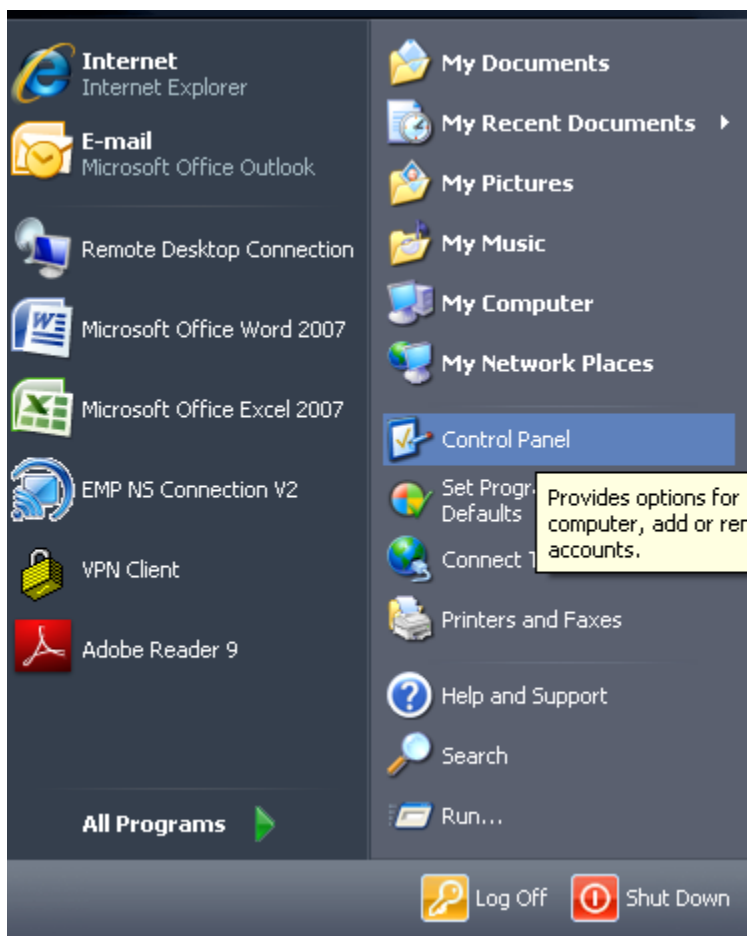 Internet
Internet Explorer
E-mail
Microsoft Office Outlook
Remote Desktop Connection
Microsoft Office Word 2007
Microsoft Office Excel 2007
EMP NS Connection V2
VPN Client
Adobe Reader 9
All Programs
My Documents
My Recent Documents
My Pictures
My Music
My Computer
My Network Places
Control Panel
Set Progr
Defaults
Provides options for
computer, add or rem
accounts.
Connect T
Printers and Faxes
Help and Support
Search
Run...
Log Off
Shut Down